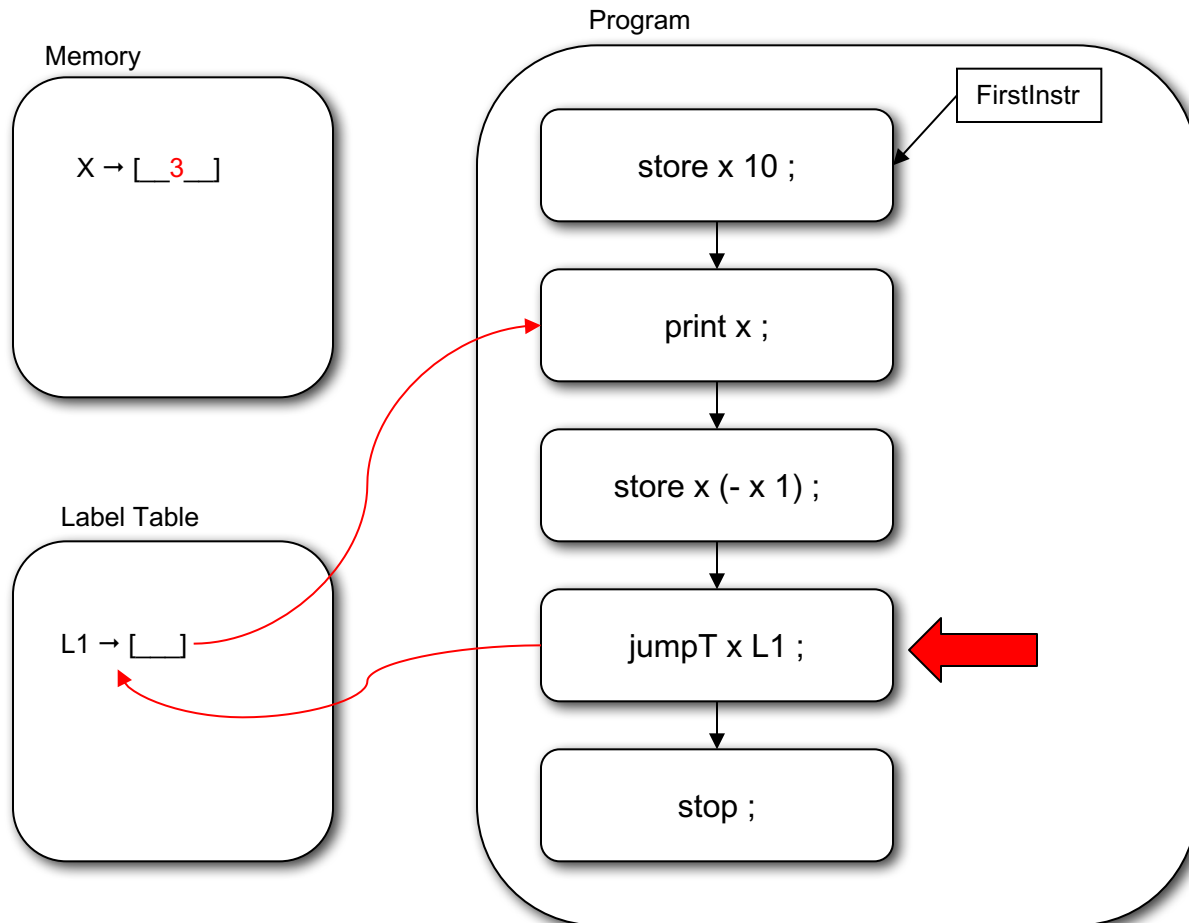 Program
Memory
FirstInstr
X → [__3__]
store x 10 ;
print x ;
store x (- x 1) ;
Label Table
L1 → [___]
jumpT x L1 ;
stop ;